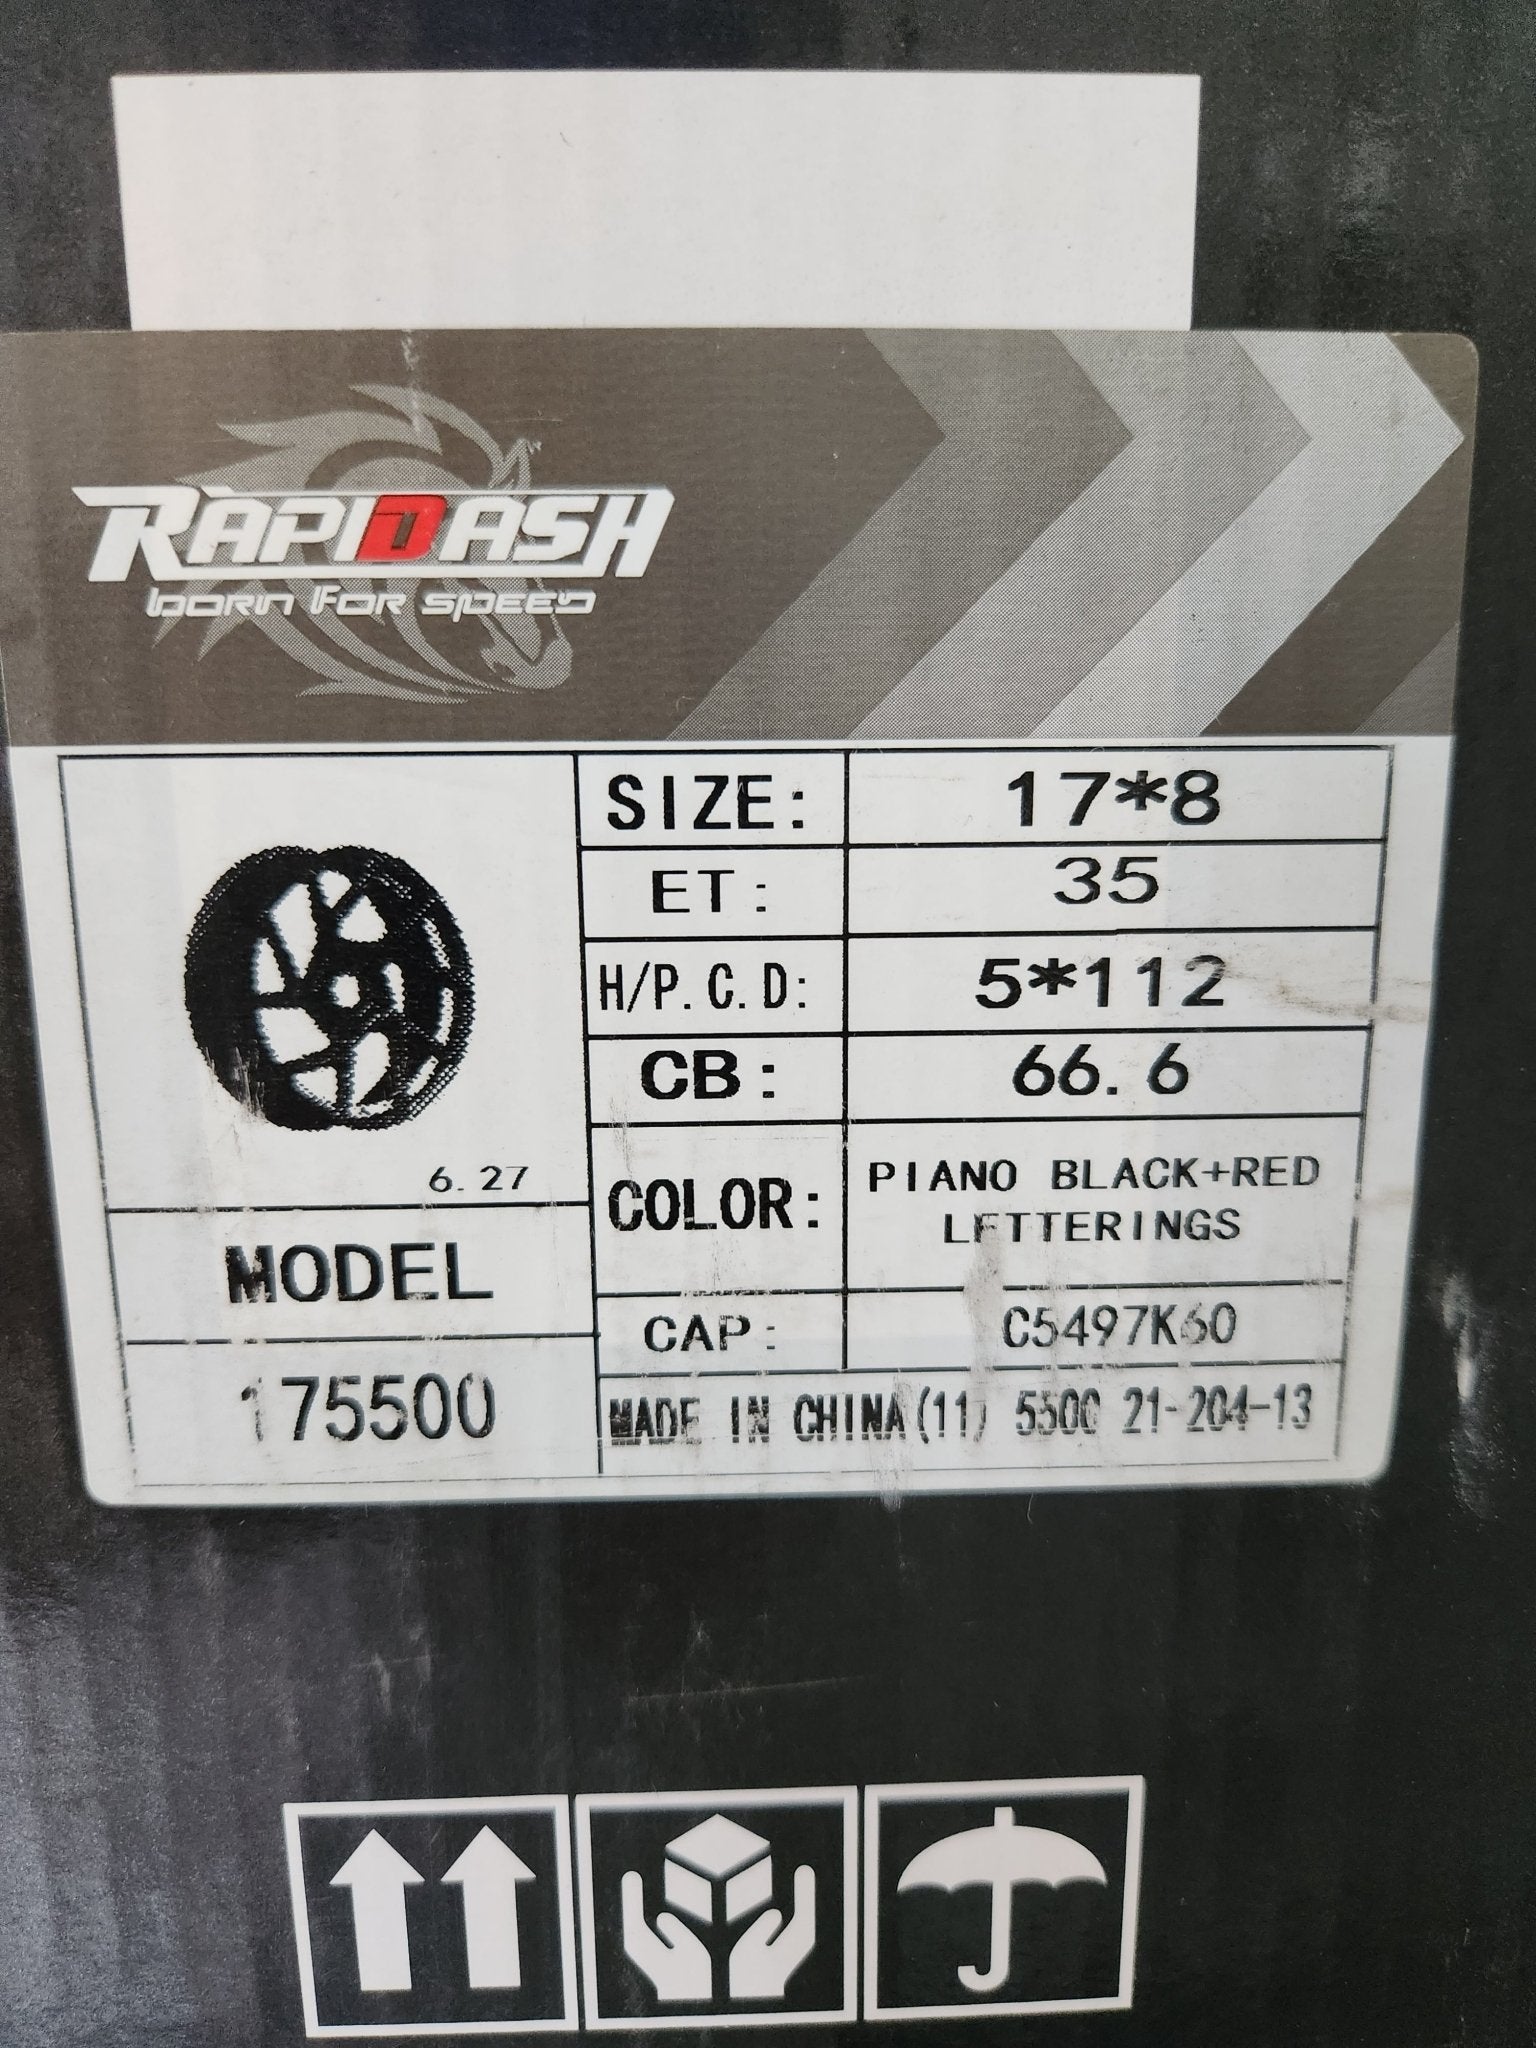 RAPIDASH
BORN FOR SPEED
SIZE: 17*8
ET: 35
H/P.C.D: 5*112
CB: 66.6
COLOR: PIANO BLACK+RED
LETTERINGS
CAP: C5497K60
MADE IN CHINA(11) 5500 21-204-13
6.27
MODEL
175500